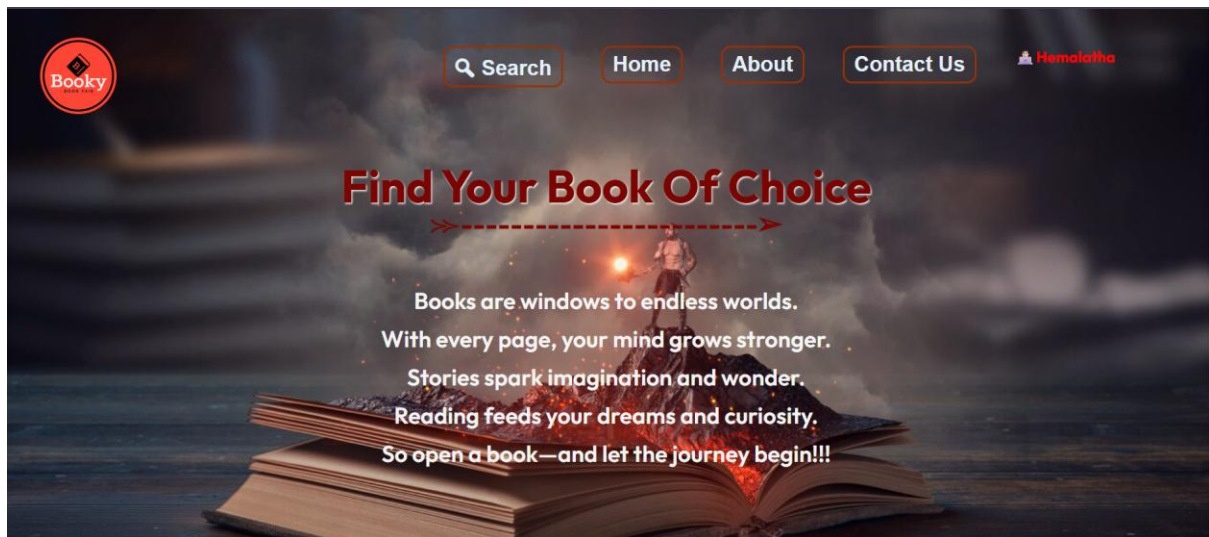 Booky
BOOK FAIR
Search
Home
About
Contact Us
Hemalatha
Find Your Book Of Choice
Books are windows to endless worlds.
With every page, your mind grows stronger.
Stories spark imagination and wonder.
Reading feeds your dreams and curiosity.
So open a book—and let the journey begin!!!